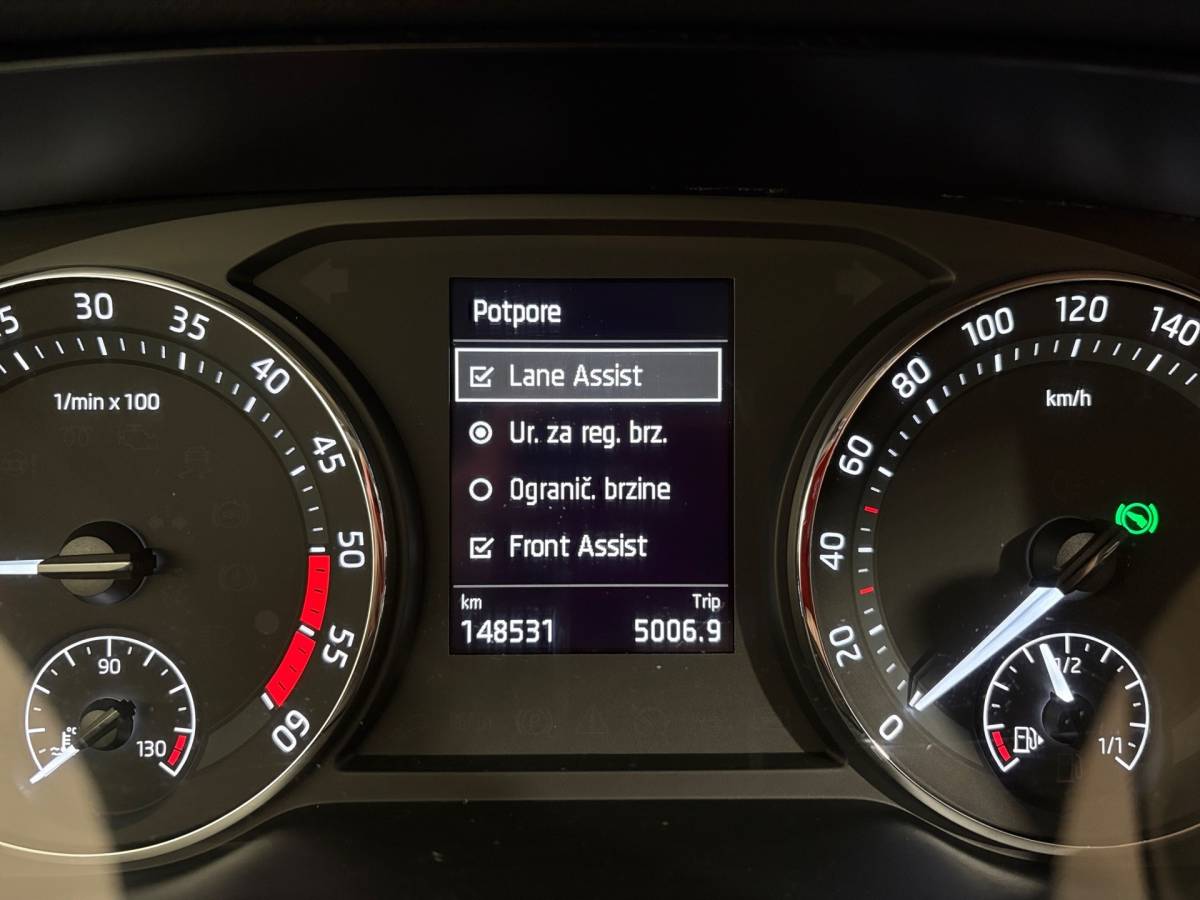 Potpore
Lane Assist
Ur. za reg. brz.
Ogranič. brzine
Front Assist
km Trip
148531 5006.9
25 30 35 40 45 50 55 60
1/min x 100
90
130
0 20 40 60 80 100 120 140
km/h
1/2
1/1